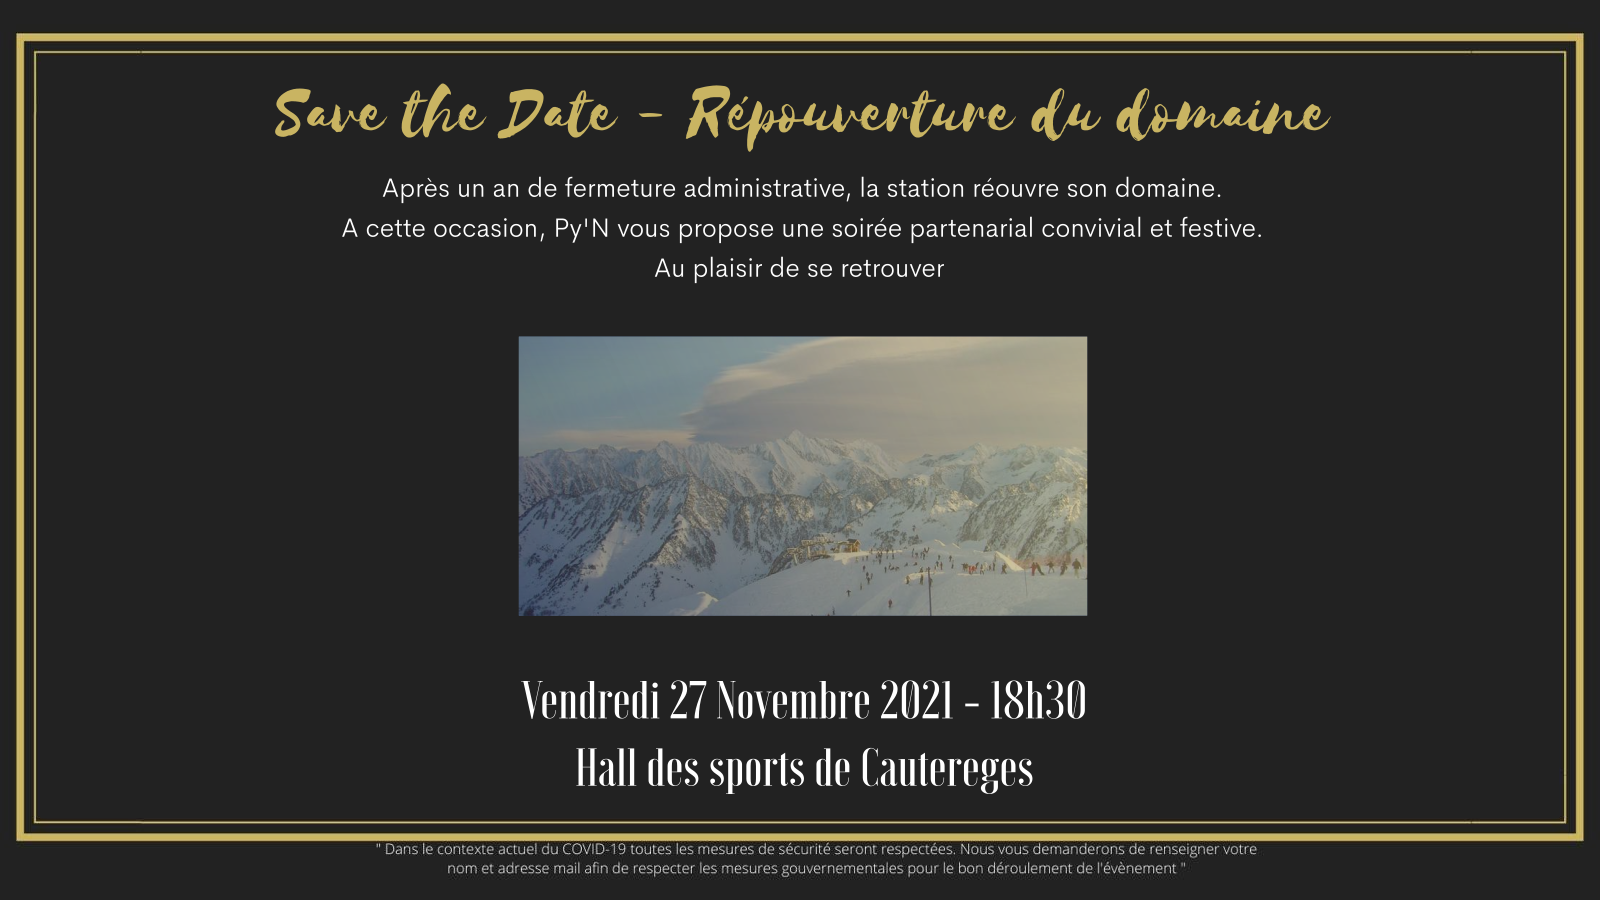 Save the Date - Répouverture du domaine
Après un an de fermeture administrative, la station réouvre son domaine.
A cette occasion, Py'N vous propose une soirée partenarial convivial et festive.
Au plaisir de se retrouver
Vendredi 27 Novembre 2021 - 18h30
Hall des sports de Cautereges
" Dans le contexte actuel du COVID-19 toutes les mesures de sécurité seront respectées. Nous vous demanderons de renseigner votre
nom et adresse mail afin de respecter les mesures gouvernementales pour le bon déroulement de l'évènement "